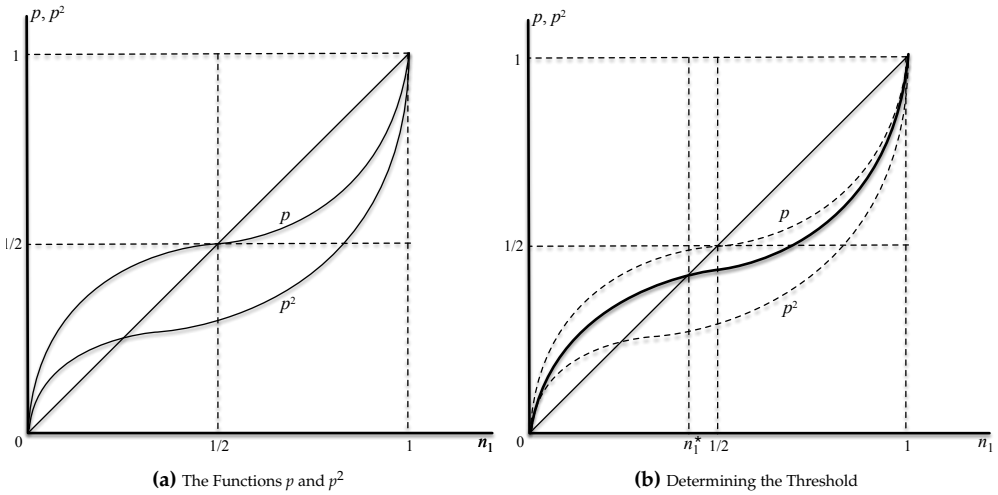 p, p²
1
p
1/2
p²
0
1/2
1
n₁
(a) The Functions p and p²
p, p²
1
p
1/2
p²
0
n₁* 1/2
1
n₁
(b) Determining the Threshold